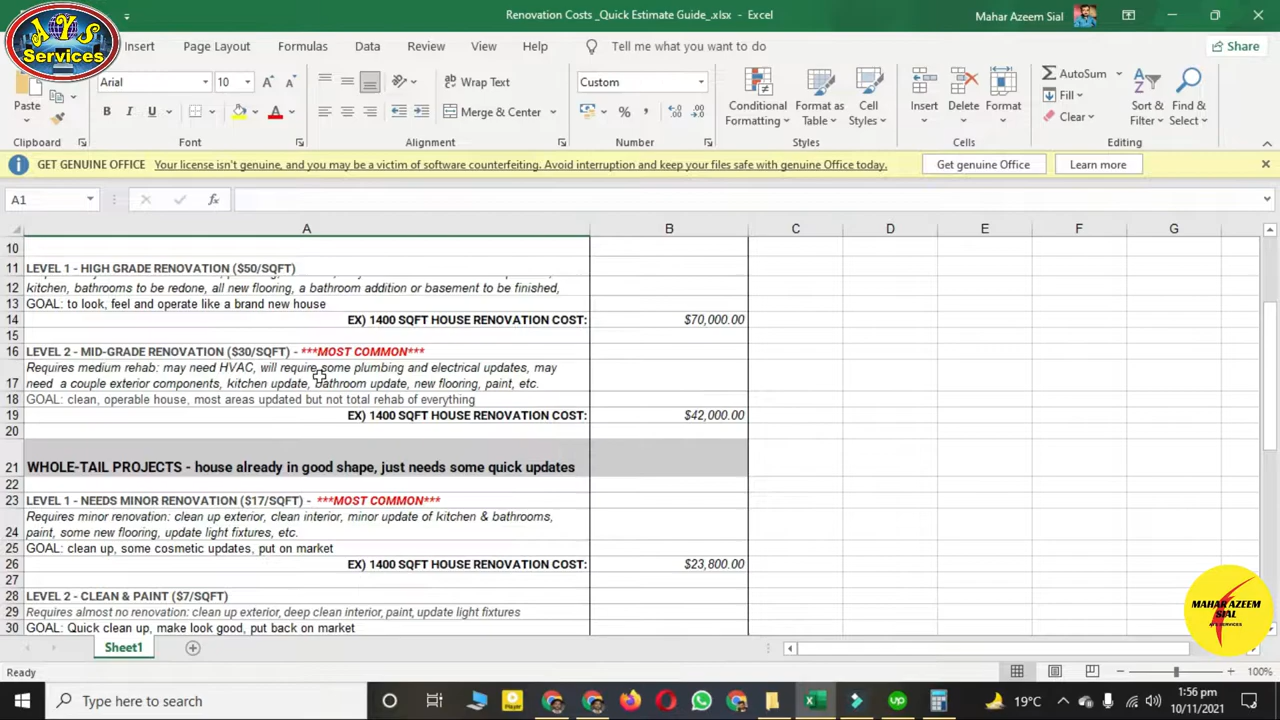 Renovation Costs _Quick Estimate Guide_.xlsx - Excel
Mahar Azeem Sial
AYS
Services
Insert Page Layout Formulas Data Review View Help Tell me what you want to do Share
Arial 10 Wrap Text Custom AutoSum
Paste B I U Merge & Center Conditional Formatting Format as Table Cell Styles Insert Delete Format Fill Clear Sort & Filter Find & Select
Clipboard Font Alignment Number Styles Cells Editing
GET GENUINE OFFICE Your license isn't genuine, and you may be a victim of software counterfeiting. Avoid interruption and keep your files safe with genuine Office today. Get genuine Office Learn more
A1 fx
A B C D E F G
10
11 LEVEL 1 - HIGH GRADE RENOVATION ($50/SQFT)
12 kitchen, bathrooms to be redone, all new flooring, a bathroom addition or basement to be finished,
13 GOAL: to look, feel and operate like a brand new house
14 EX) 1400 SQFT HOUSE RENOVATION COST: $70,000.00
15
16 LEVEL 2 - MID-GRADE RENOVATION ($30/SQFT) - ***MOST COMMON***
Requires medium rehab: may need HVAC, will require some plumbing and electrical updates, may
17 need a couple exterior components, kitchen update, bathroom update, new flooring, paint, etc.
18 GOAL: clean, operable house, most areas updated but not total rehab of everything
19 EX) 1400 SQFT HOUSE RENOVATION COST: $42,000.00
20
21 WHOLE-TAIL PROJECTS - house already in good shape, just needs some quick updates
22
23 LEVEL 1 - NEEDS MINOR RENOVATION ($17/SQFT) - ***MOST COMMON***
Requires minor renovation: clean up exterior, clean interior, minor update of kitchen & bathrooms,
24 paint, some new flooring, update light fixtures, etc.
25 GOAL: clean up, some cosmetic updates, put on market
26 EX) 1400 SQFT HOUSE RENOVATION COST: $23,800.00
27
28 LEVEL 2 - CLEAN & PAINT ($7/SQFT)
29 Requires almost no renovation: clean up exterior, deep clean interior, paint, update light fixtures
30 GOAL: Quick clean up, make look good, put back on market
MAHAR AZEEM
SIAL
AYS SERVICES
Sheet1
Ready 100%
Type here to search 19°C 1:56 pm
10/11/2021